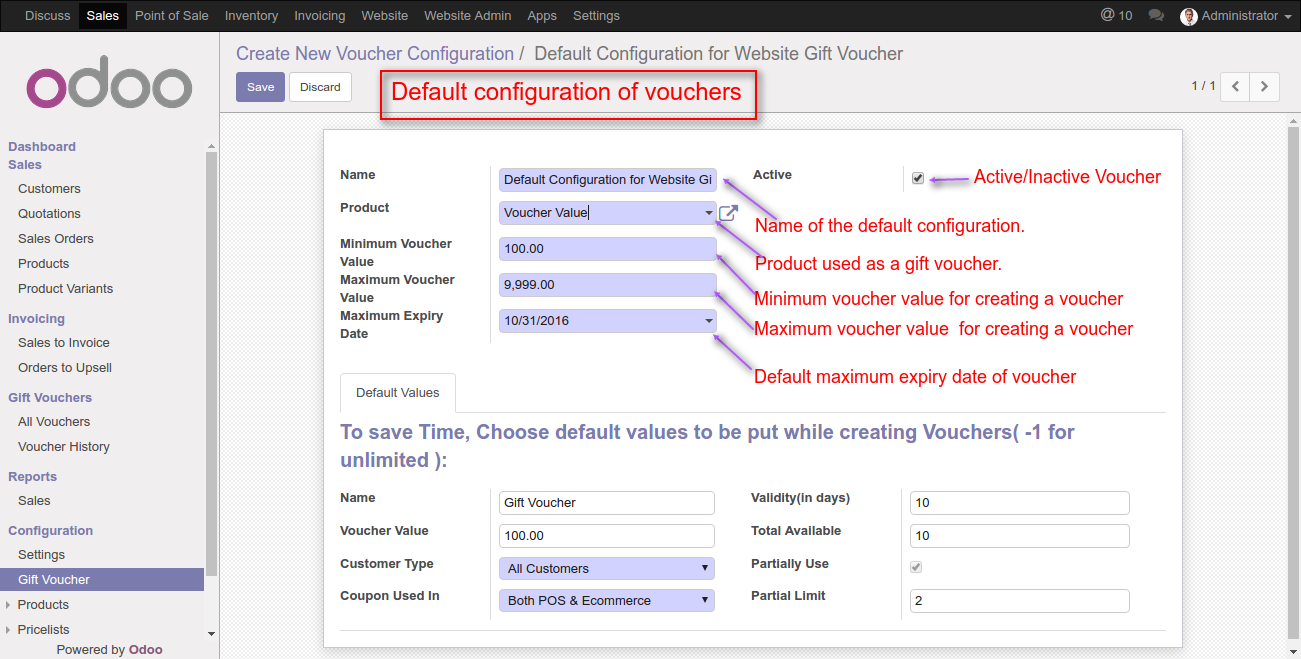 Discuss Sales Point of Sale Inventory Invoicing Website Website Admin Apps Settings @ 10 Administrator
odoo
Create New Voucher Configuration / Default Configuration for Website Gift Voucher
Save Discard
Default configuration of vouchers
1 / 1
Dashboard
Sales
Customers
Quotations
Sales Orders
Products
Product Variants
Invoicing
Sales to Invoice
Orders to Upsell
Gift Vouchers
All Vouchers
Voucher History
Reports
Sales
Configuration
Settings
Gift Voucher
Products
Pricelists
Powered by Odoo
Name Default Configuration for Website Gi
Active
Active/Inactive Voucher
Product Voucher Value
Name of the default configuration.
Minimum Voucher
Value
100.00
Product used as a gift voucher.
Maximum Voucher
Value
9,999.00
Minimum voucher value for creating a voucher
Maximum Expiry
Date
10/31/2016
Maximum voucher value for creating a voucher
Default maximum expiry date of voucher
Default Values
To save Time, Choose default values to be put while creating Vouchers( -1 for
unlimited ):
Name Gift Voucher Validity(in days) 10
Voucher Value 100.00 Total Available 10
Customer Type All Customers Partially Use
Coupon Used In Both POS & Ecommerce Partial Limit 2